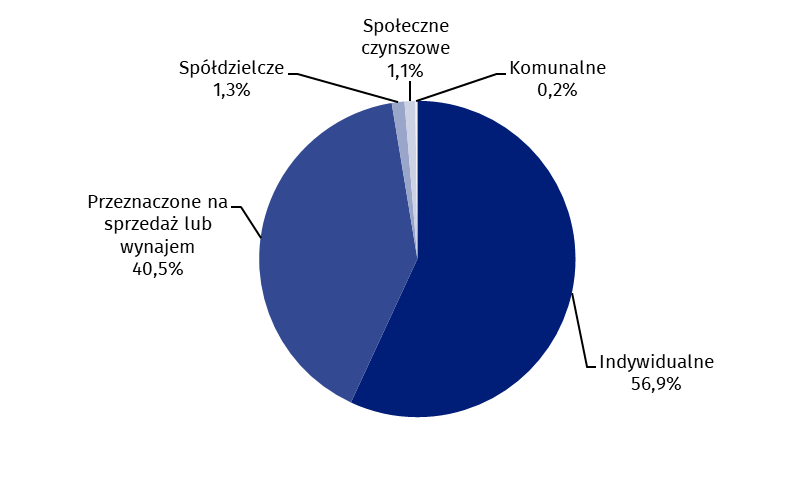 Społeczne
czynszowe
1,1%
Spółdzielcze
1,3%
Komunalne
0,2%
Przeznaczone na
sprzedaż lub
wynajem
40,5%
Indywidualne
56,9%